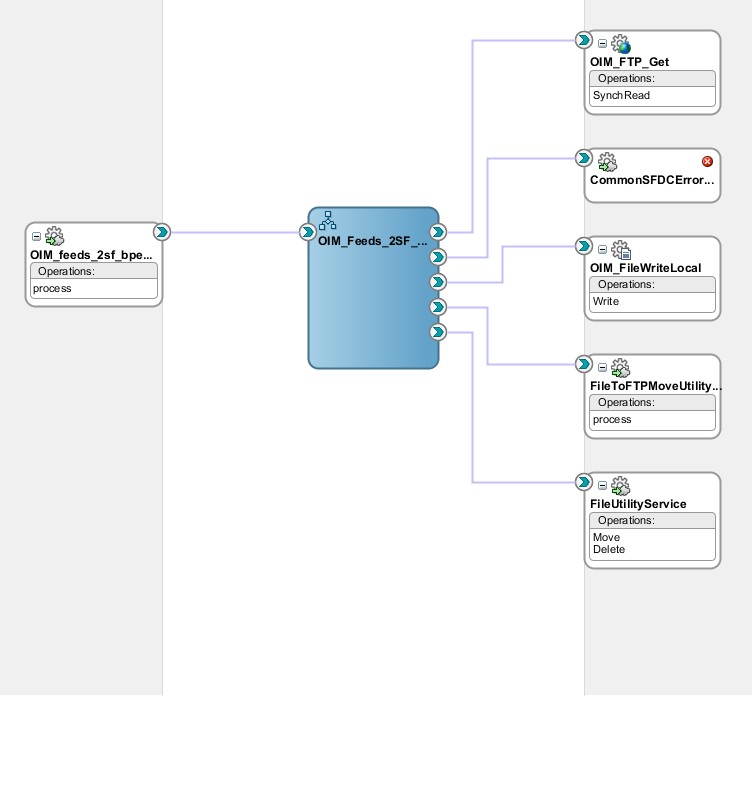 OIM_FTP_Get
Operations:
SynchRead
CommonSFDCError...
OIM_feeds_2sf_bpe...
Operations:
process
OIM_Feeds_2SF_...
OIM_FileWriteLocal
Operations:
Write
FileToFTPMoveUtility...
Operations:
process
FileUtilityService
Operations:
Move
Delete